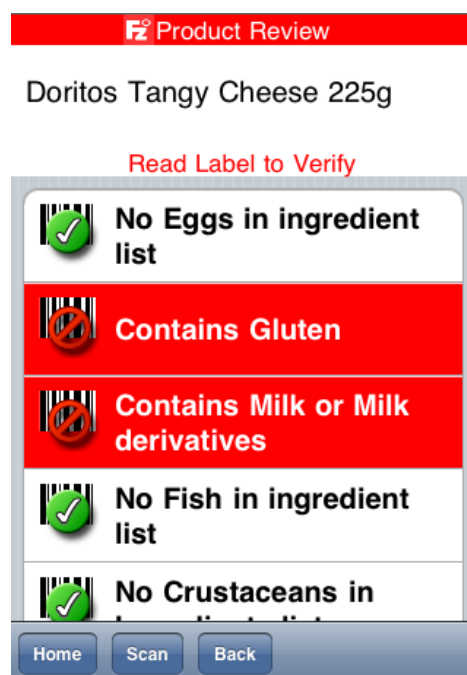 Fz Product Review
Doritos Tangy Cheese 225g
Read Label to Verify
No Eggs in ingredient
list
Contains Gluten
Contains Milk or Milk
derivatives
No Fish in ingredient
list
No Crustaceans in
Home Scan Back